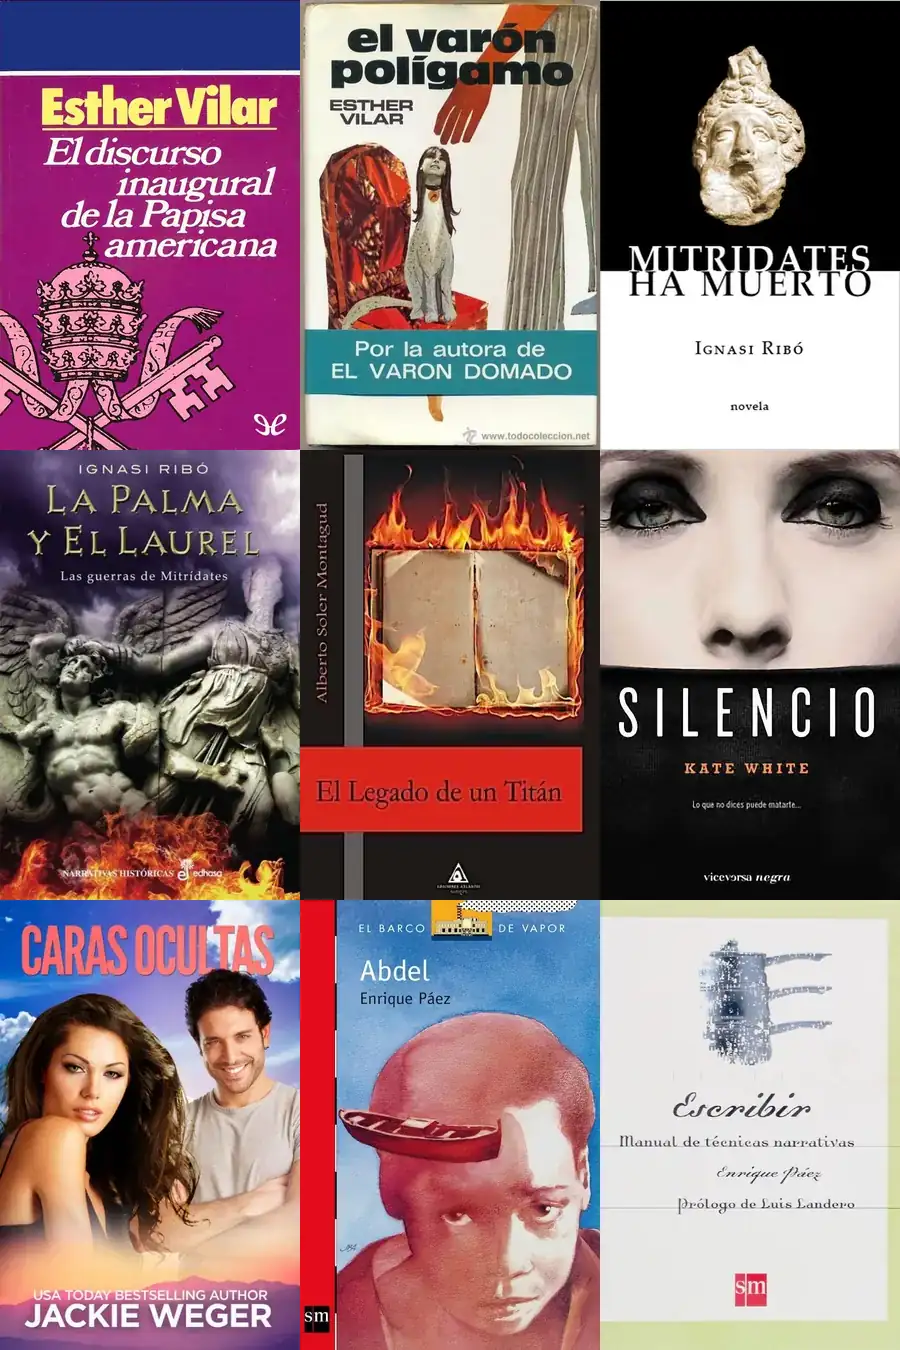 Esther Vilar
El discurso
inaugural
de la Papisa
americana
el varón
polígamo
ESTHER
VILAR
Por la autora de
EL VARON DOMADO
www.todocoleccion.net
MITRIDATES
HA MUERTO
IGNASI RIBÓ
novela
IGNASI RIBÓ
LA PALMA
Y EL LAUREL
Las guerras de Mitrídates
NARRATIVAS HISTÓRICAS edhasa
Alberto Soler Montagud
El Legado de un Titán
SILENCIO
KATE WHITE
Lo que no dices puede matarte...
viceversa negra
CARAS OCULTAS
USA TODAY BESTSELLING AUTHOR
JACKIE WEGER
EL BARCO DE VAPOR
Abdel
Enrique Páez
sm
Escribir
Manual de técnicas narrativas
Enrique Páez
Prólogo de Luis Landero
sm